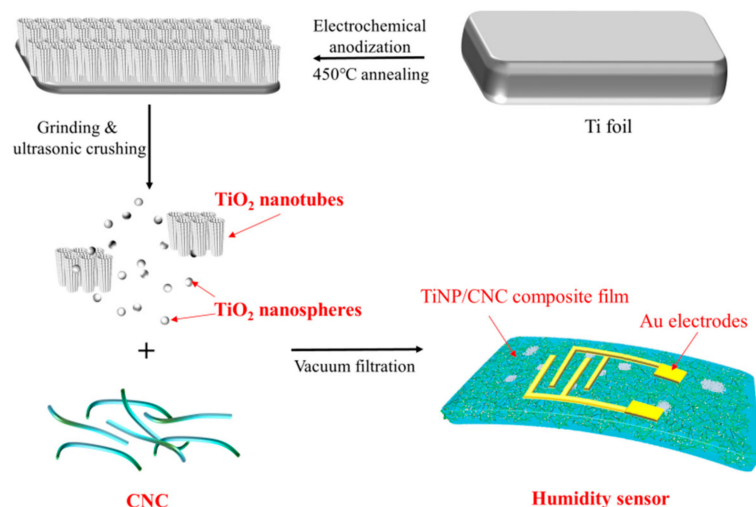 Electrochemical
anodization
450℃ annealing
Ti foil
Grinding &
ultrasonic crushing
TiO₂ nanotubes
TiO₂ nanospheres
+
Vacuum filtration
TiNP/CNC composite film
Au electrodes
CNC
Humidity sensor